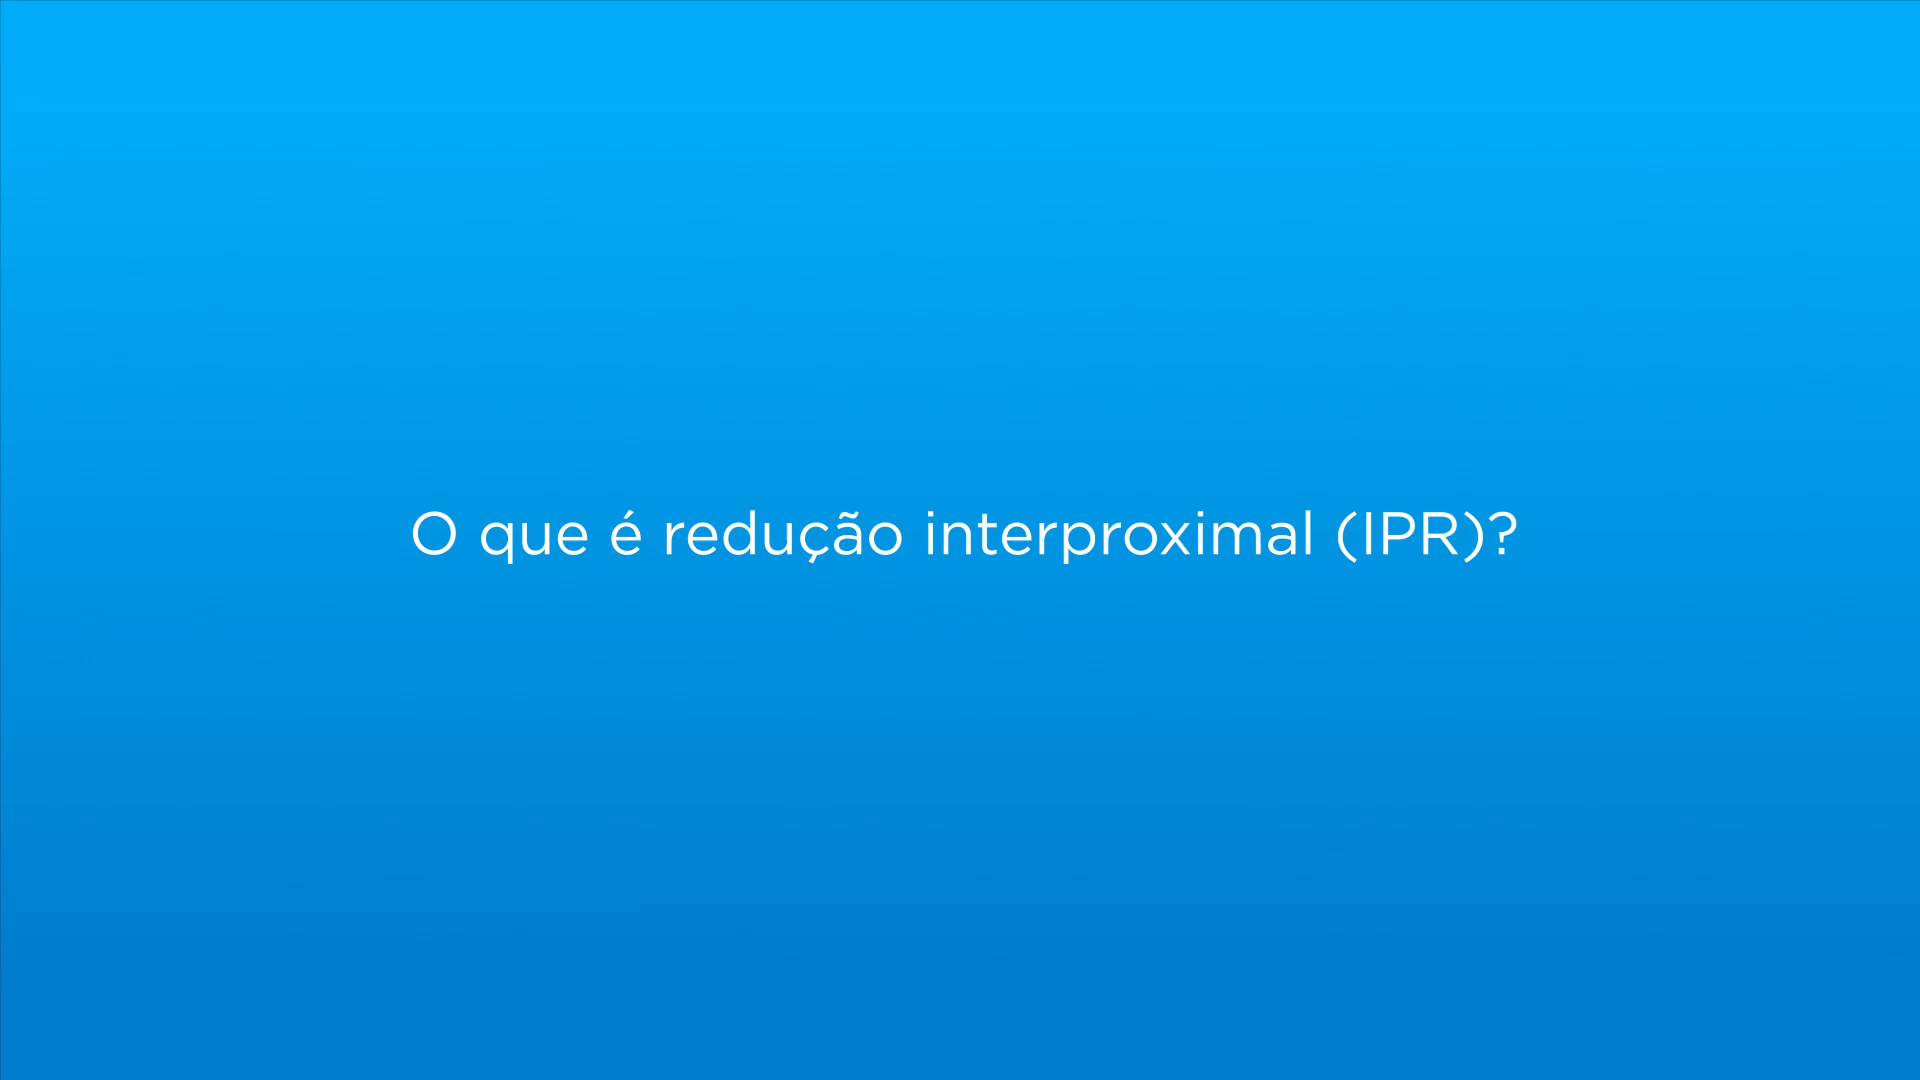 O que é redução interproximal (IPR)?